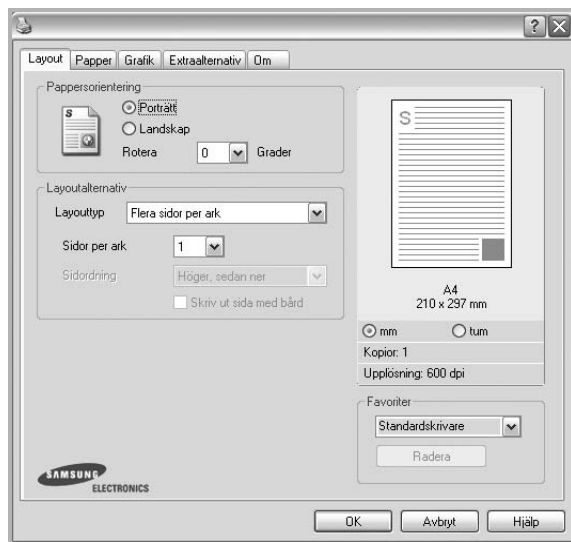 Layout Papper Grafik Extraalternativ Om
Pappersorientering
S
Porträtt
Landskap
Rotera 0 Grader
Layoutalternativ
Layouttyp Flera sidor per ark
Sidor per ark 1
Sidordning Höger, sedan ner
Skriv ut sida med bård
S
A4
210 x 297 mm
mm tum
Kopior: 1
Upplösning: 600 dpi
Favoriter
Standardskrivare
Radera
SAMSUNG
ELECTRONICS
OK Avbryt Hjälp